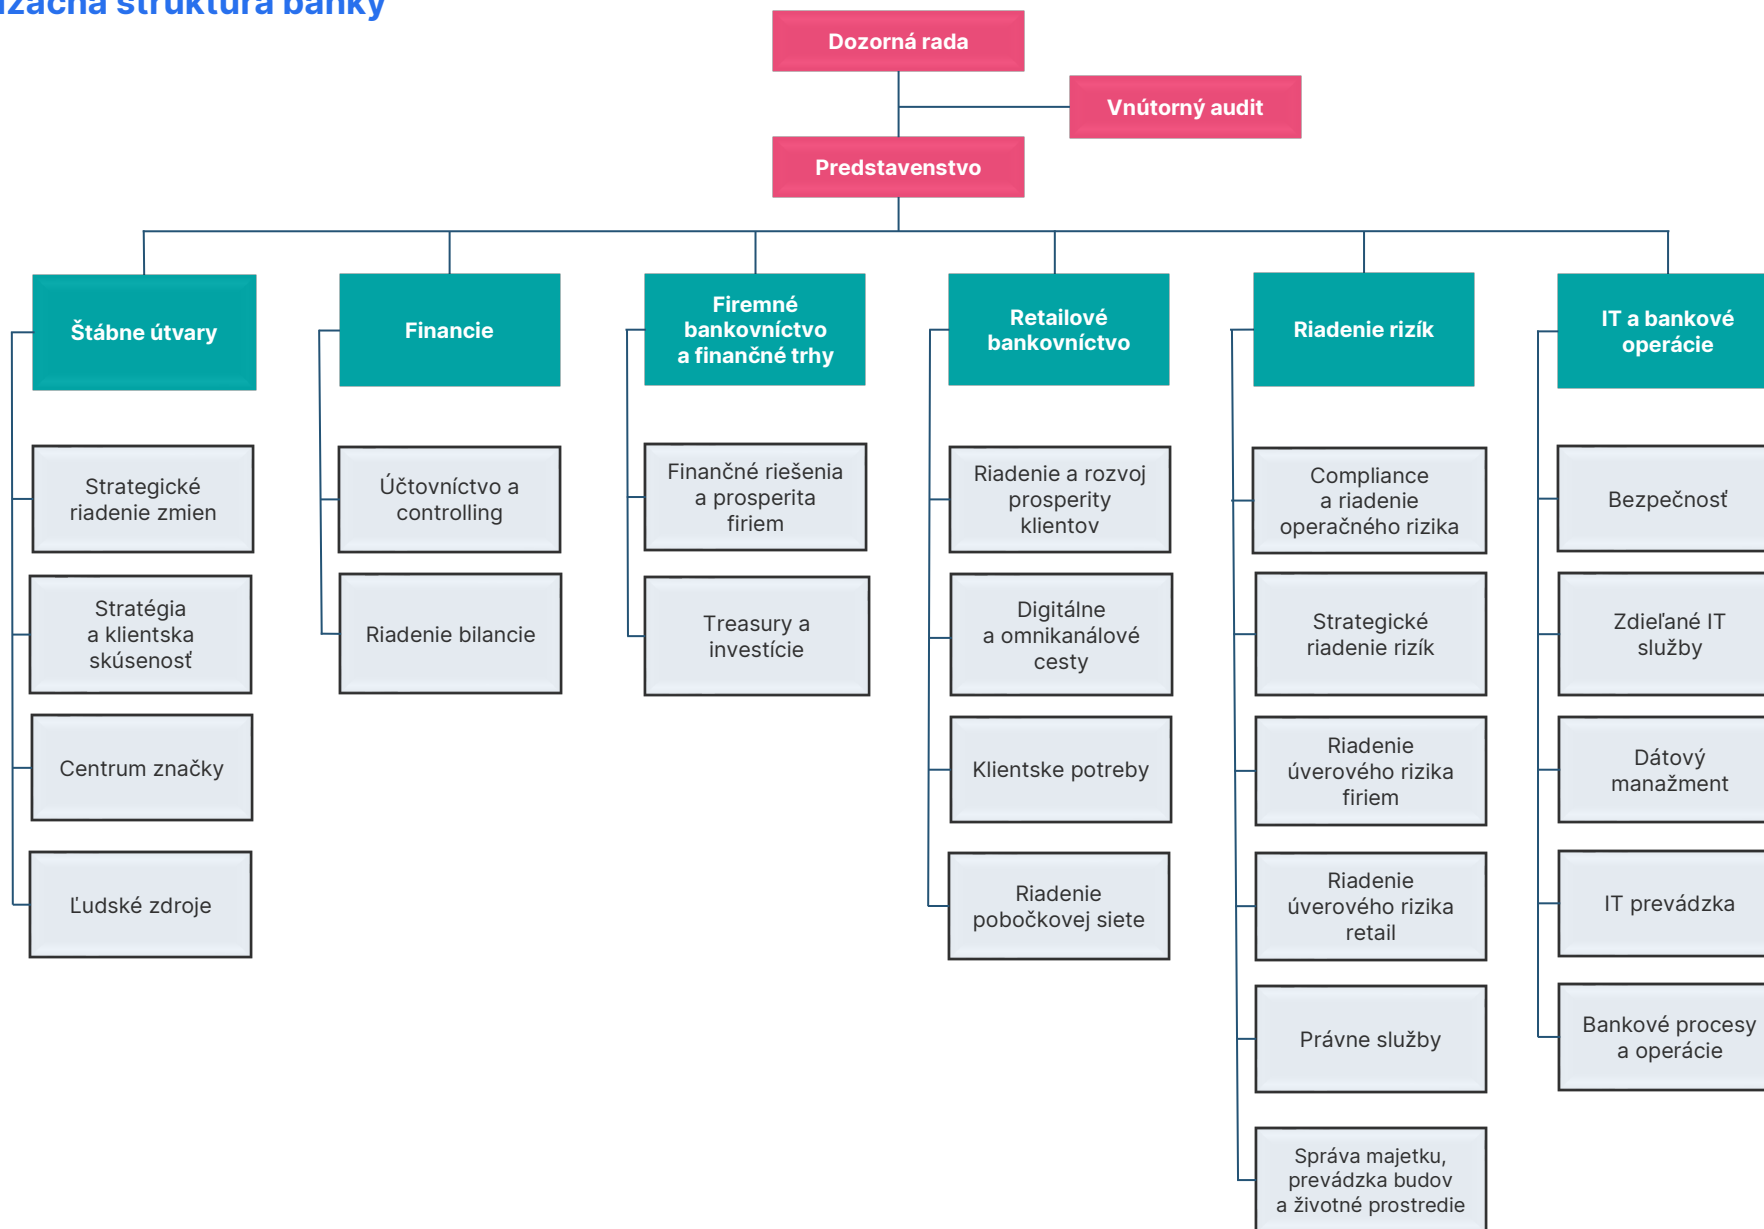 štruktúra banky
Dozorná rada
Vnútorný audit
Predstavenstvo
Štábne útvary
Strategické
riadenie zmien
Stratégia
a klientska
skúsenosť
Centrum značky
Ľudské zdroje
Financie
Účtovníctvo a
controlling
Riadenie bilancie
Firemné
bankovníctvo
a finančné trhy
Finančné riešenia
a prosperita
firiem
Treasury a
investície
Retailové
bankovníctvo
Riadenie a rozvoj
prosperity
klientov
Digitálne
a omnikanálové
cesty
Klientske potreby
Riadenie
pobočkovej siete
Riadenie rizík
Compliance
a riadenie
operačného rizika
Strategické
riadenie rizík
Riadenie
úverového rizika
firiem
Riadenie
úverového rizika
retail
Právne služby
Správa majetku,
prevádzka budov
a životné prostredie
IT a bankové
operácie
Bezpečnosť
Zdieľané IT
služby
Dátový
manažment
IT prevádzka
Bankové procesy
a operácie